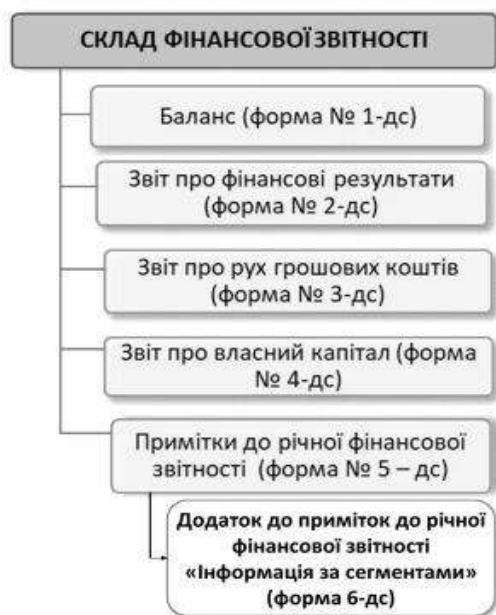 СКЛАД ФІНАНСОВОЇ ЗВІТНОСТІ
Баланс (форма № 1-дс)
Звіт про фінансові результати
(форма № 2-дс)
Звіт про рух грошових коштів
(форма № 3-дс)
Звіт про власний капітал (форма
№ 4-дс)
Примітки до річної фінансової
звітності (форма № 5 – дс)
Додаток до приміток до річної
фінансової звітності
«Інформація за сегментами»
(форма 6-дс)